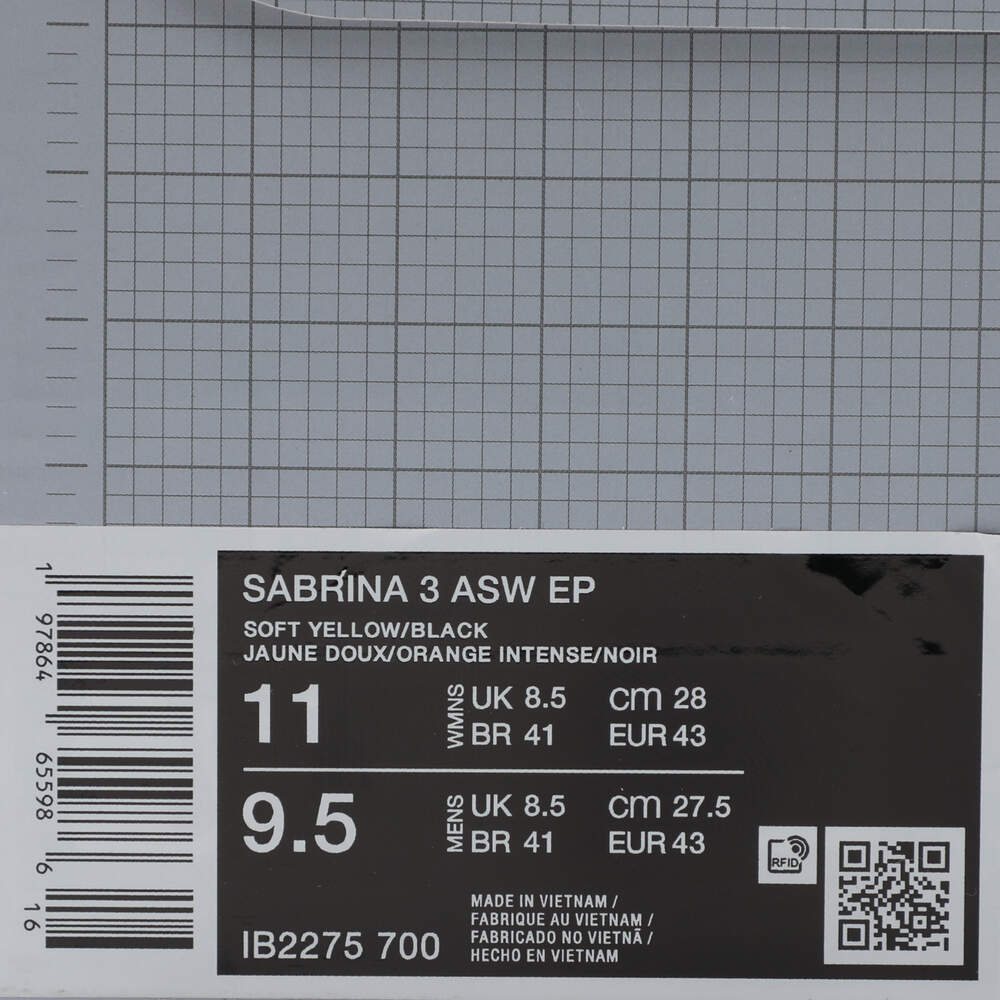 SABRINA 3 ASW EP
SOFT YELLOW/BLACK
JAUNE DOUX/ORANGE INTENSE/NOIR
11
WMNS
UK 8.5 cm 28
BR 41 EUR 43
9.5
MENS
UK 8.5 cm 27.5
BR 41 EUR 43
MADE IN VIETNAM /
FABRIQUE AU VIETNAM /
FABRICADO NO VIETNÃ /
HECHO EN VIETNAM
IB2275 700
RFID
1 97864 65598 6 16